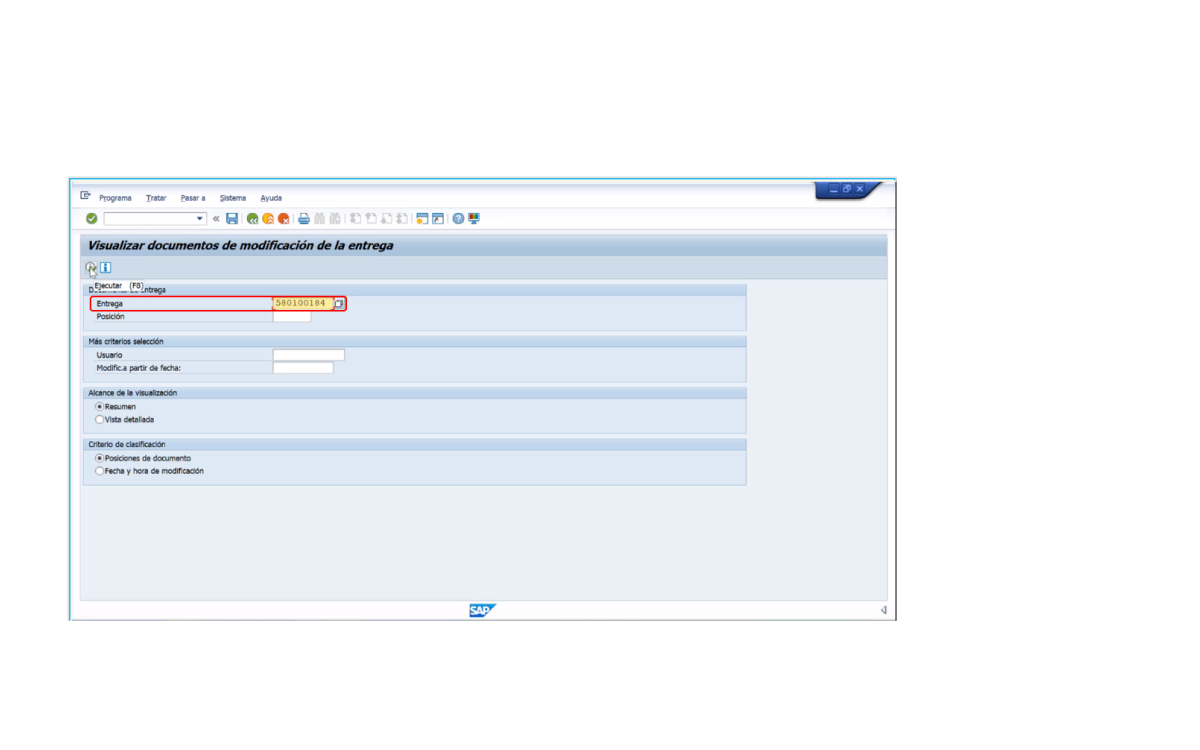 Programa Tratar Pasar a Sistema Ayuda
Visualizar documentos de modificación de la entrega
Ejecutar (F8)
entrega
Entrega 580100184
Posición
Más criterios selección
Usuario
Modific.a partir de fecha:
Alcance de la visualización
Resumen
Vista detallada
Criterio de clasificación
Posiciones de documento
Fecha y hora de modificación
SAP